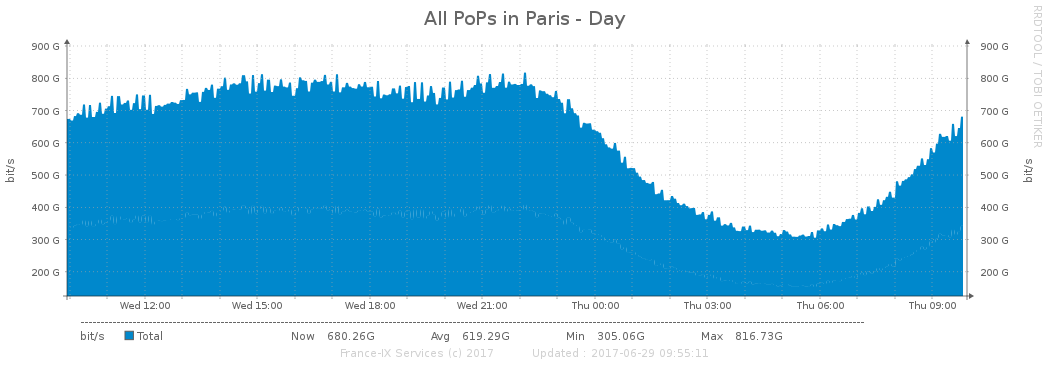 All PoPs in Paris - Day
RRDTOOL / TOBI OETIKER
900 G 900 G
800 G 800 G
700 G 700 G
600 G 600 G
500 G 500 G
400 G 400 G
300 G 300 G
200 G 200 G
bit/s bit/s
Wed 12:00 Wed 15:00 Wed 18:00 Wed 21:00 Thu 00:00 Thu 03:00 Thu 06:00 Thu 09:00
bit/s Total Now 680.26G Avg 619.29G Min 305.06G Max 816.73G
France-IX Services (c) 2017 Updated : 2017-06-29 09:55:11